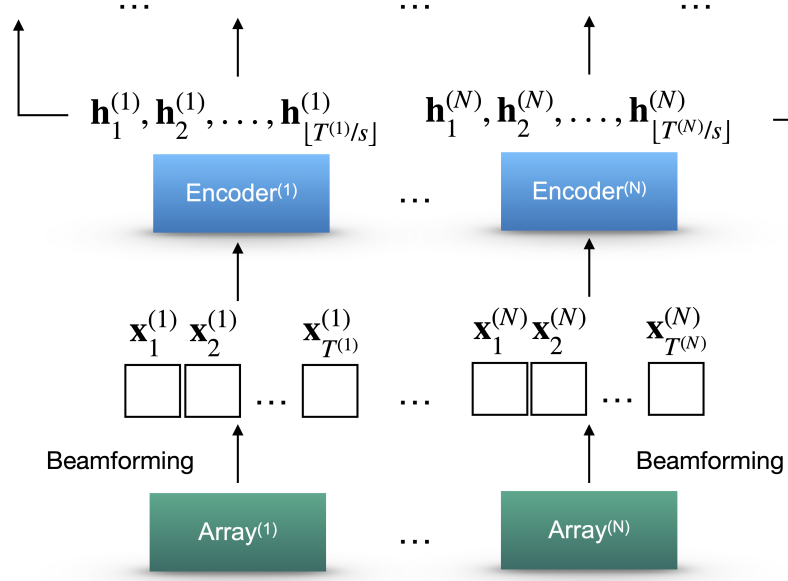 ... ... ...
h_1^{(1)}, h_2^{(1)}, ..., h_{⌊T^{(1)}/s⌋}^{(1)} h_1^{(N)}, h_2^{(N)}, ..., h_{⌊T^{(N)}/s⌋}^{(N)}
Encoder^{(1)} ... Encoder^{(N)}
x_1^{(1)} x_2^{(1)} x_{T^{(1)}}^{(1)} x_1^{(N)} x_2^{(N)} x_{T^{(N)}}^{(N)}
... ... ...
Beamforming Beamforming
Array^{(1)} ... Array^{(N)}